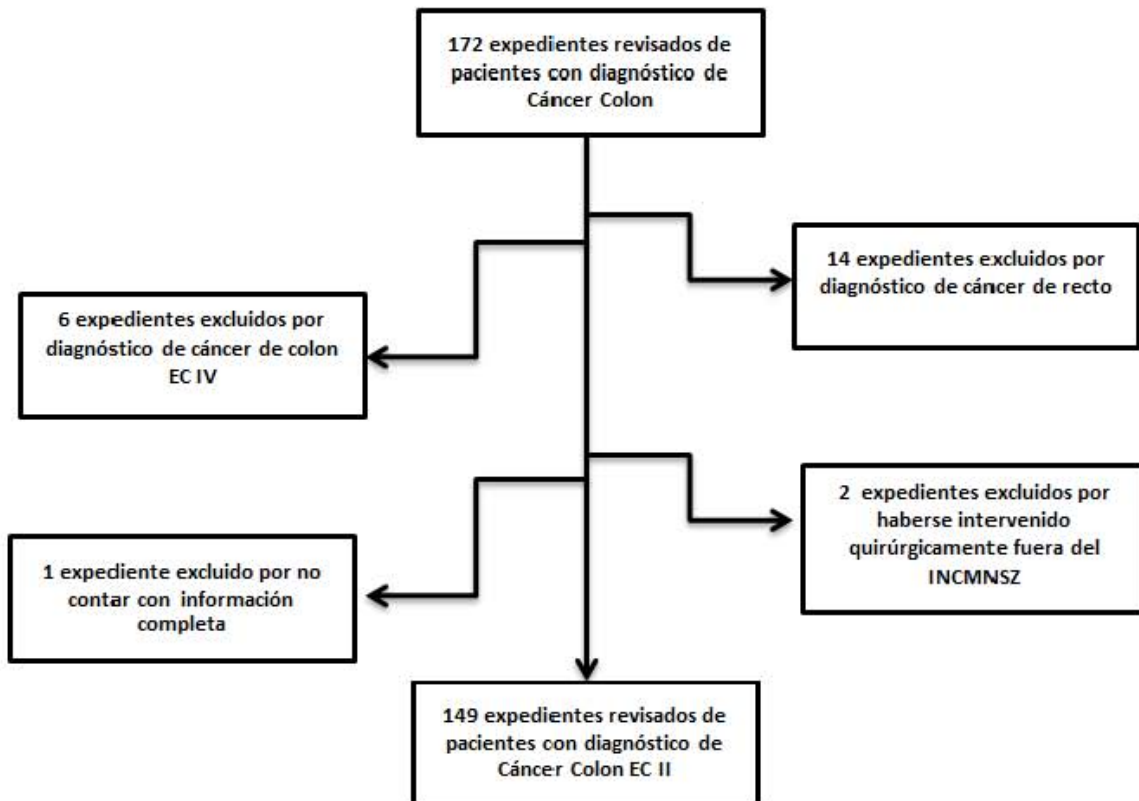 172 expedientes revisados de
pacientes con diagnóstico de
Cáncer Colon
14 expedientes excluidos por
diagnóstico de cáncer de recto
6 expedientes excluidos por
diagnóstico de cáncer de colon
EC IV
2 expedientes excluidos por
haberse intervenido
quirúrgicamente fuera del
INCMNSZ
1 expediente excluido por no
contar con información
completa
149 expedientes revisados de
pacientes con diagnóstico de
Cáncer Colon EC II